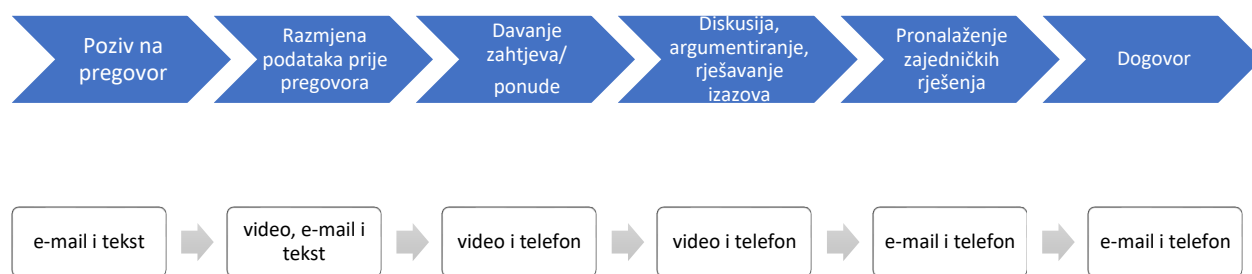 Poziv na
pregovor
Razmjena
podataka prije
pregovora
Davanje
zahtjeva/
ponude
Diskusija,
argumentiranje,
rješavanje
izazova
Pronalaženje
zajedničkih
rješenja
Dogovor
e-mail i tekst
video, e-mail i
tekst
video i telefon
video i telefon
e-mail i telefon
e-mail i telefon